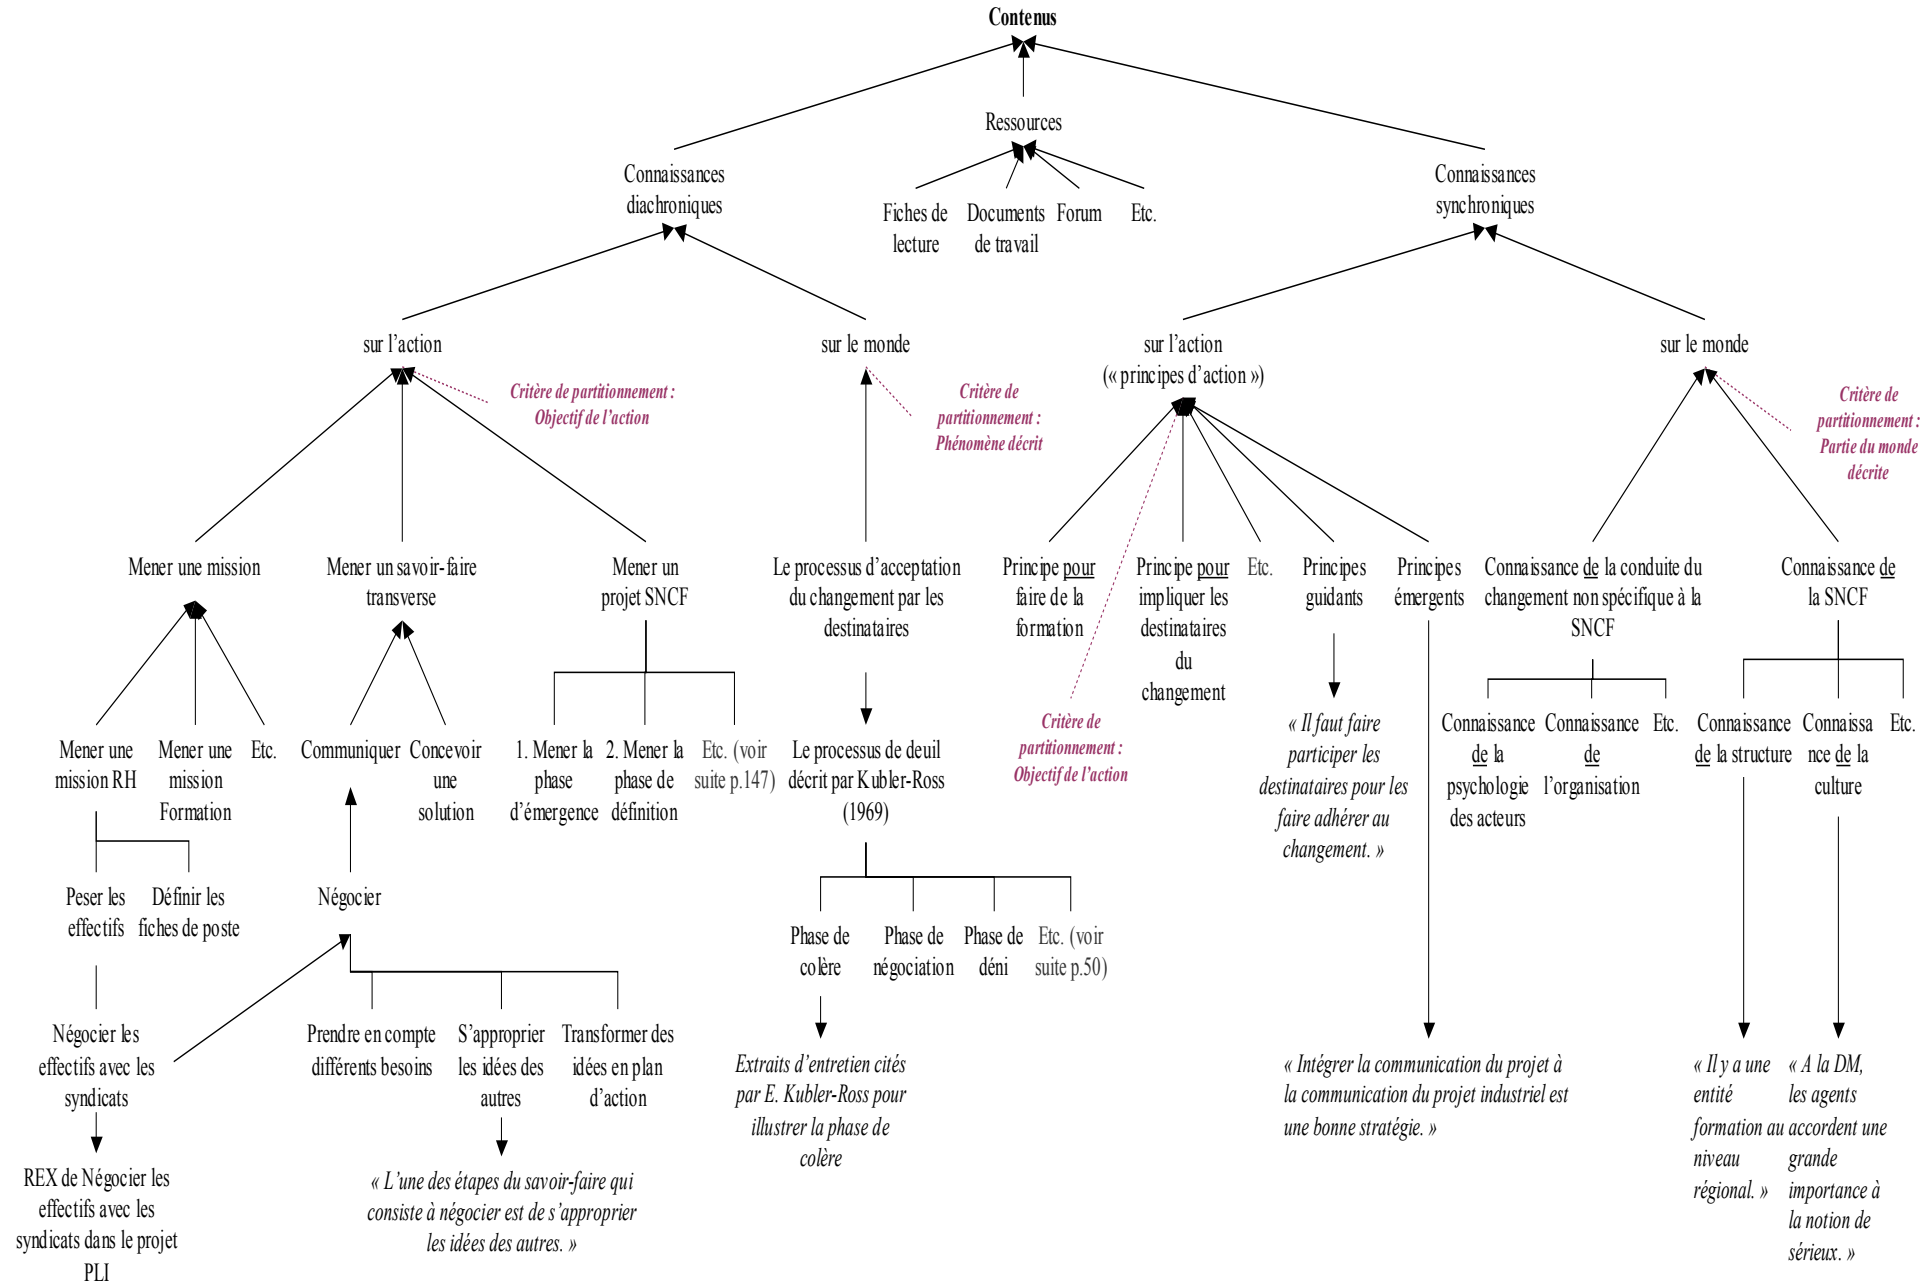 Contenus
Ressources
Connaissances
diachroniques
Connaissances
synchroniques
Fiches de
lecture
Documents
de travail
Forum
Etc.
sur l’action
sur le monde
sur l’action
(« principes d’action »)
sur le monde
Critère de partitionnement :
Objectif de l’action
Critère de
partitionnement :
Phénomène décrit
Critère de
partitionnement :
Partie du monde
décrite
Mener une mission
Mener un savoir-faire
transverse
Mener un
projet SNCF
Le processus d’acceptation
du changement par les
destinataires
Principe pour
faire de la
formation
Principe pour
impliquer les
destinataires
du
changement
Etc.
Principes
guidants
Principes
émergents
Connaissance de la conduite du
changement non spécifique à la
SNCF
Connaissance de
la SNCF
Mener une
mission RH
Mener une
mission
Formation
Etc.
Communiquer
Concevoir
une
solution
1. Mener la
phase
d’émergence
2. Mener la
phase de
définition
Etc. (voir
suite p.147)
Le processus de deuil
décrit par Kubler-Ross
(1969)
Critère de
partitionnement :
Objectif de l’action
« Il faut faire
participer les
destinataires pour les
faire adhérer au
changement. »
Connaissance
de la
psychologie
des acteurs
Connaissance
de
l’organisation
Etc.
Connaissance
de la structure
Connaissa
nce de la
culture
Etc.
Peser les
effectifs
Définir les
fiches de poste
Négocier
Phase de
colère
Phase de
négociation
Phase de
déni
Etc. (voir
suite p.50)
Négocier les
effectifs avec les
syndicats
Prendre en compte
différents besoins
S’approprier
les idées des
autres
Transformer des
idées en plan
d’action
Extraits d’entretien cités
par E. Kubler-Ross pour
illustrer la phase de
colère
« Intégrer la communication du projet à
la communication du projet industriel est
une bonne stratégie. »
« Il y a une
entité
formation au
niveau
régional. »
« A la DM,
les agents
accordent une
grande
importance à
la notion de
sérieux. »
REX de Négocier les
effectifs avec les
syndicats dans le projet
PLI
« L’une des étapes du savoir-faire qui
consiste à négocier est de s’approprier
les idées des autres. »